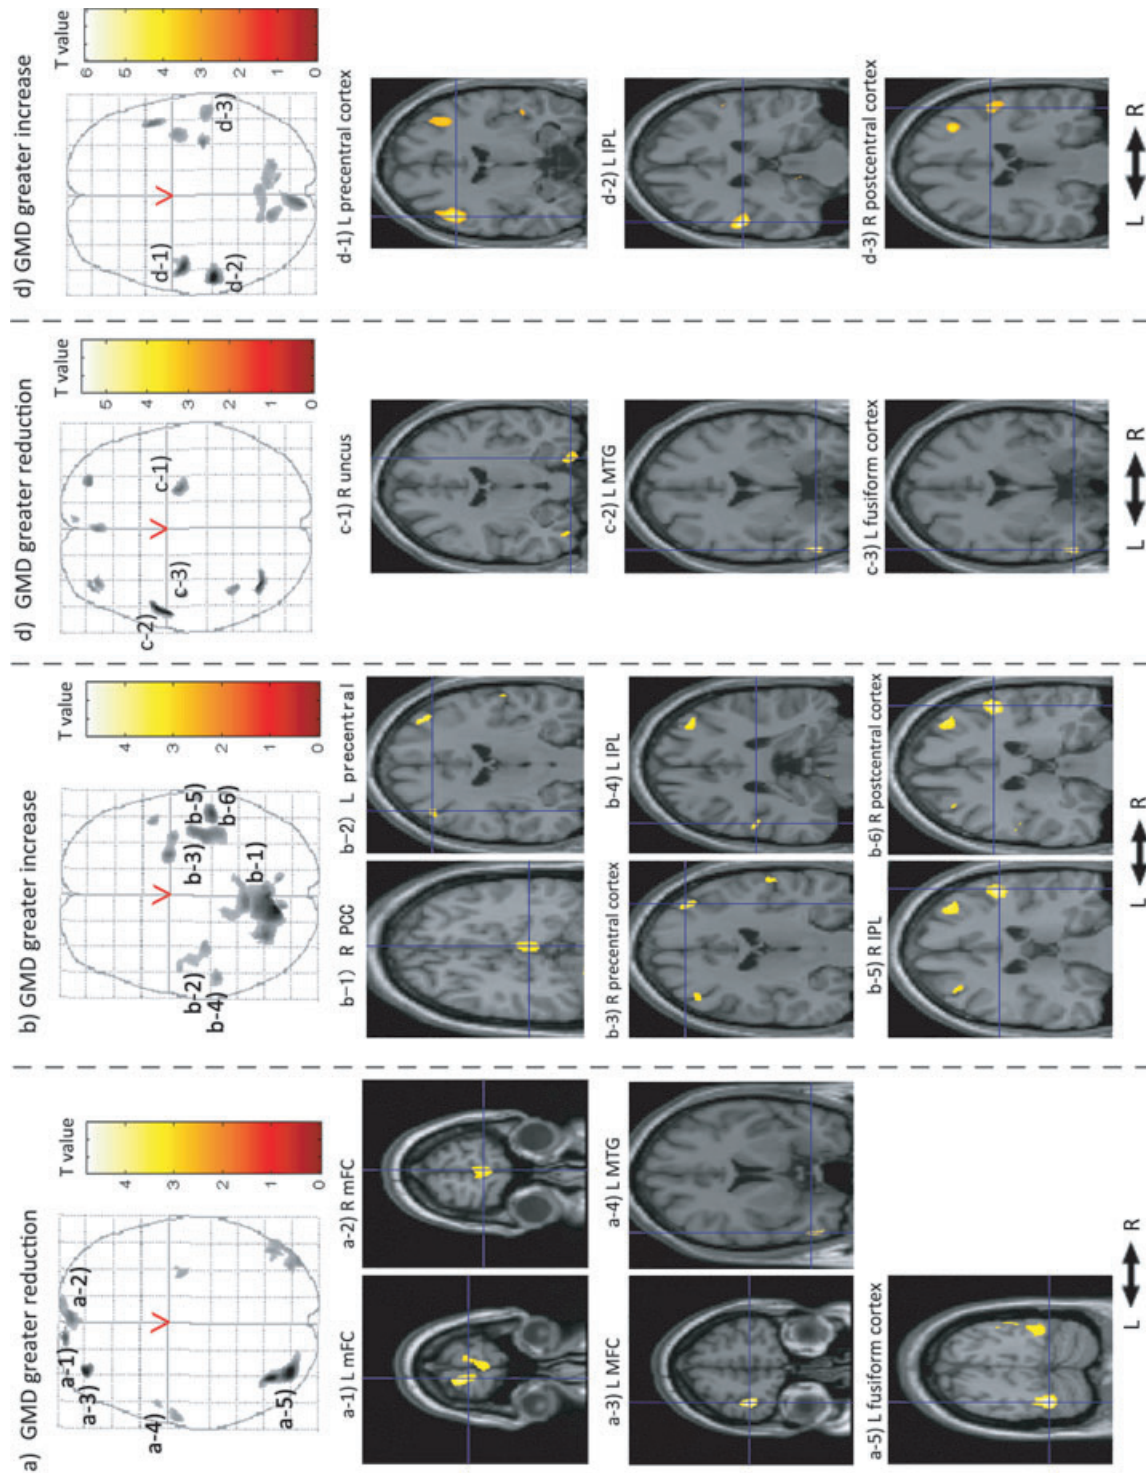 a) GMD greater reduction
T value
4
3
2
1
0
a-1)
a-2)
a-3)
a-4)
a-5)
a-1) L mFC
a-2) R mFC
a-3) L MFC
a-4) L MTG
a-5) L fusiform cortex
L R
b) GMD greater increase
T value
4
3
2
1
0
b-1)
b-2)
b-3)
b-4)
b-5)
b-6)
b-1) R PCC
b-2) L precentral
b-3) R precentral cortex
b-4) L IPL
b-5) R IPL
b-6) R postcentral cortex
L R
d) GMD greater reduction
T value
5
4
3
2
1
0
c-1)
c-2)
c-3)
c-1) R uncus
c-2) L MTG
c-3) L fusiform cortex
L R
d) GMD greater increase
T value
6
5
4
3
2
1
0
d-1)
d-2)
d-3)
d-1) L precentral cortex
d-2) L IPL
d-3) R postcentral cortex
L R